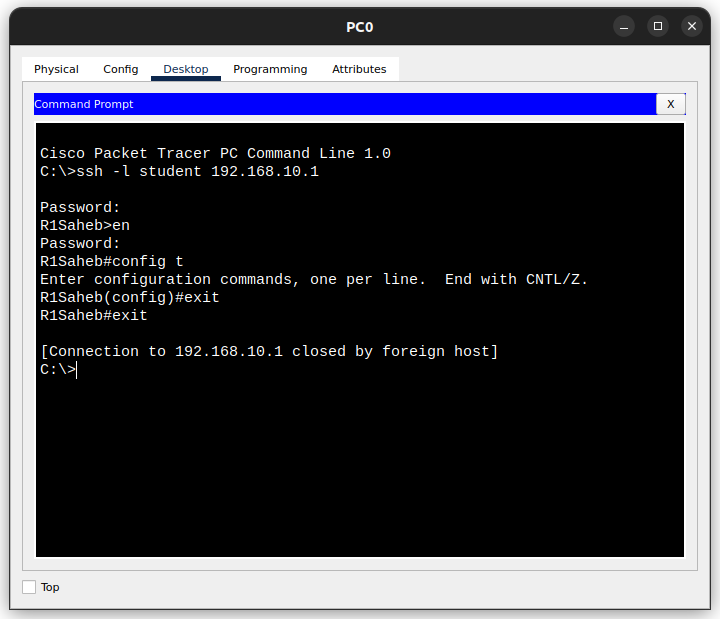 PC0
Physical Config Desktop Programming Attributes
Command Prompt X
Cisco Packet Tracer PC Command Line 1.0
C:\>ssh -l student 192.168.10.1
Password:
R1Saheb>en
Password:
R1Saheb#config t
Enter configuration commands, one per line.  End with CNTL/Z.
R1Saheb(config)#exit
R1Saheb#exit
[Connection to 192.168.10.1 closed by foreign host]
C:\>
Top